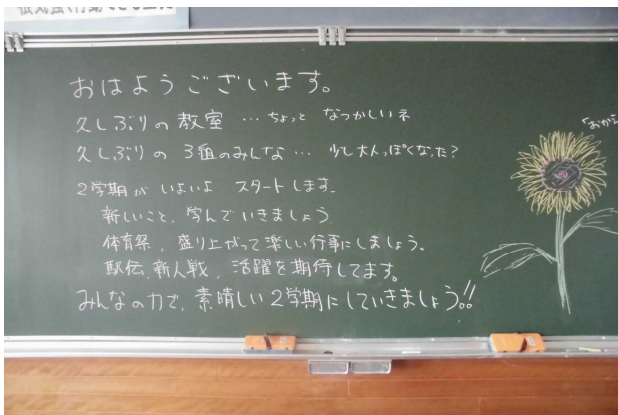 おはようございます。
久しぶりの教室 … ちょっと なつかしいネ
久しぶりの 3組のみんな … 少し大人っぽくなった？
2学期が いよいよ スタートします。
新しいこと、学んでいきましょう
体育祭、盛り上がって楽しい行事にしましょう。
駅伝、新人戦、活躍を期待してます。
みんなの力で、素晴しい2学期にしていきましょう!!
「おかえ